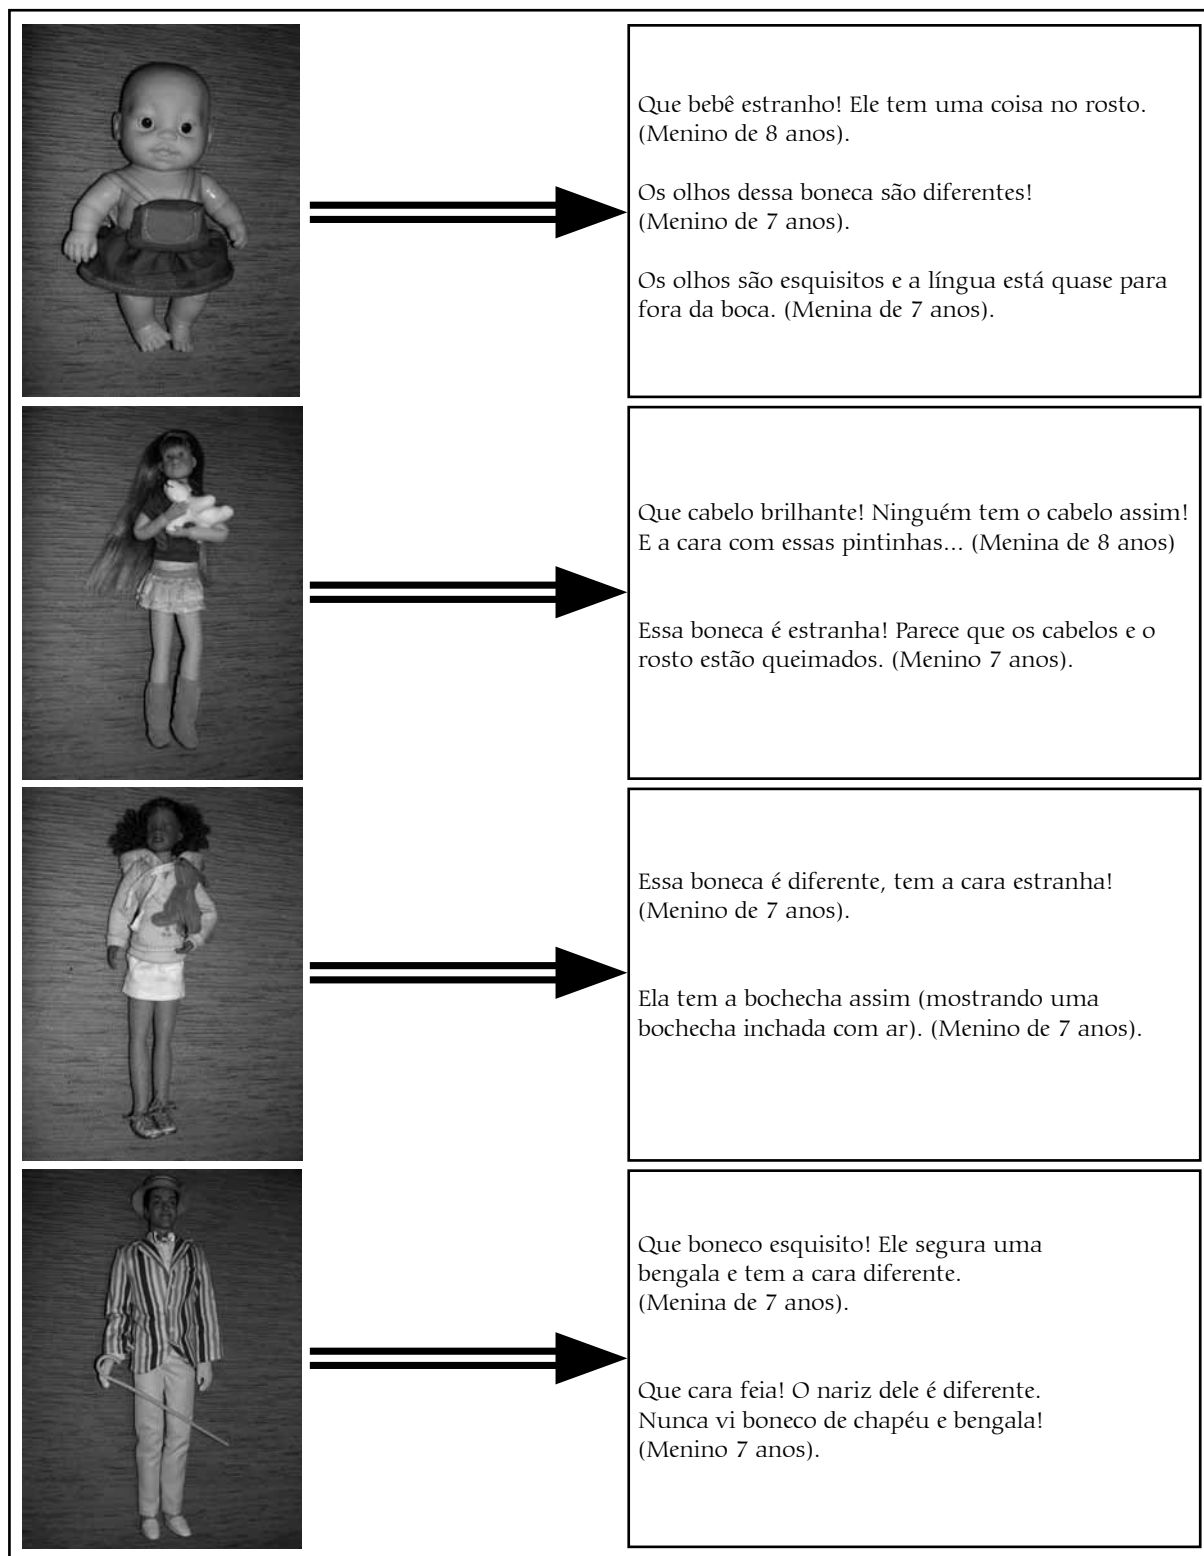 Que bebê estranho! Ele tem uma coisa no rosto.
(Menino de 8 anos).
Os olhos dessa boneca são diferentes!
(Menino de 7 anos).
Os olhos são esquisitos e a língua está quase para
fora da boca. (Menina de 7 anos).
Que cabelo brilhante! Ninguém tem o cabelo assim!
E a cara com essas pintinhas... (Menina de 8 anos)
Essa boneca é estranha! Parece que os cabelos e o
rosto estão queimados. (Menino 7 anos).
Essa boneca é diferente, tem a cara estranha!
(Menino de 7 anos).
Ela tem a bochecha assim (mostrando uma
bochecha inchada com ar). (Menino de 7 anos).
Que boneco esquisito! Ele segura uma
bengala e tem a cara diferente.
(Menina de 7 anos).
Que cara feia! O nariz dele é diferente.
Nunca vi boneco de chapéu e bengala!
(Menino 7 anos).